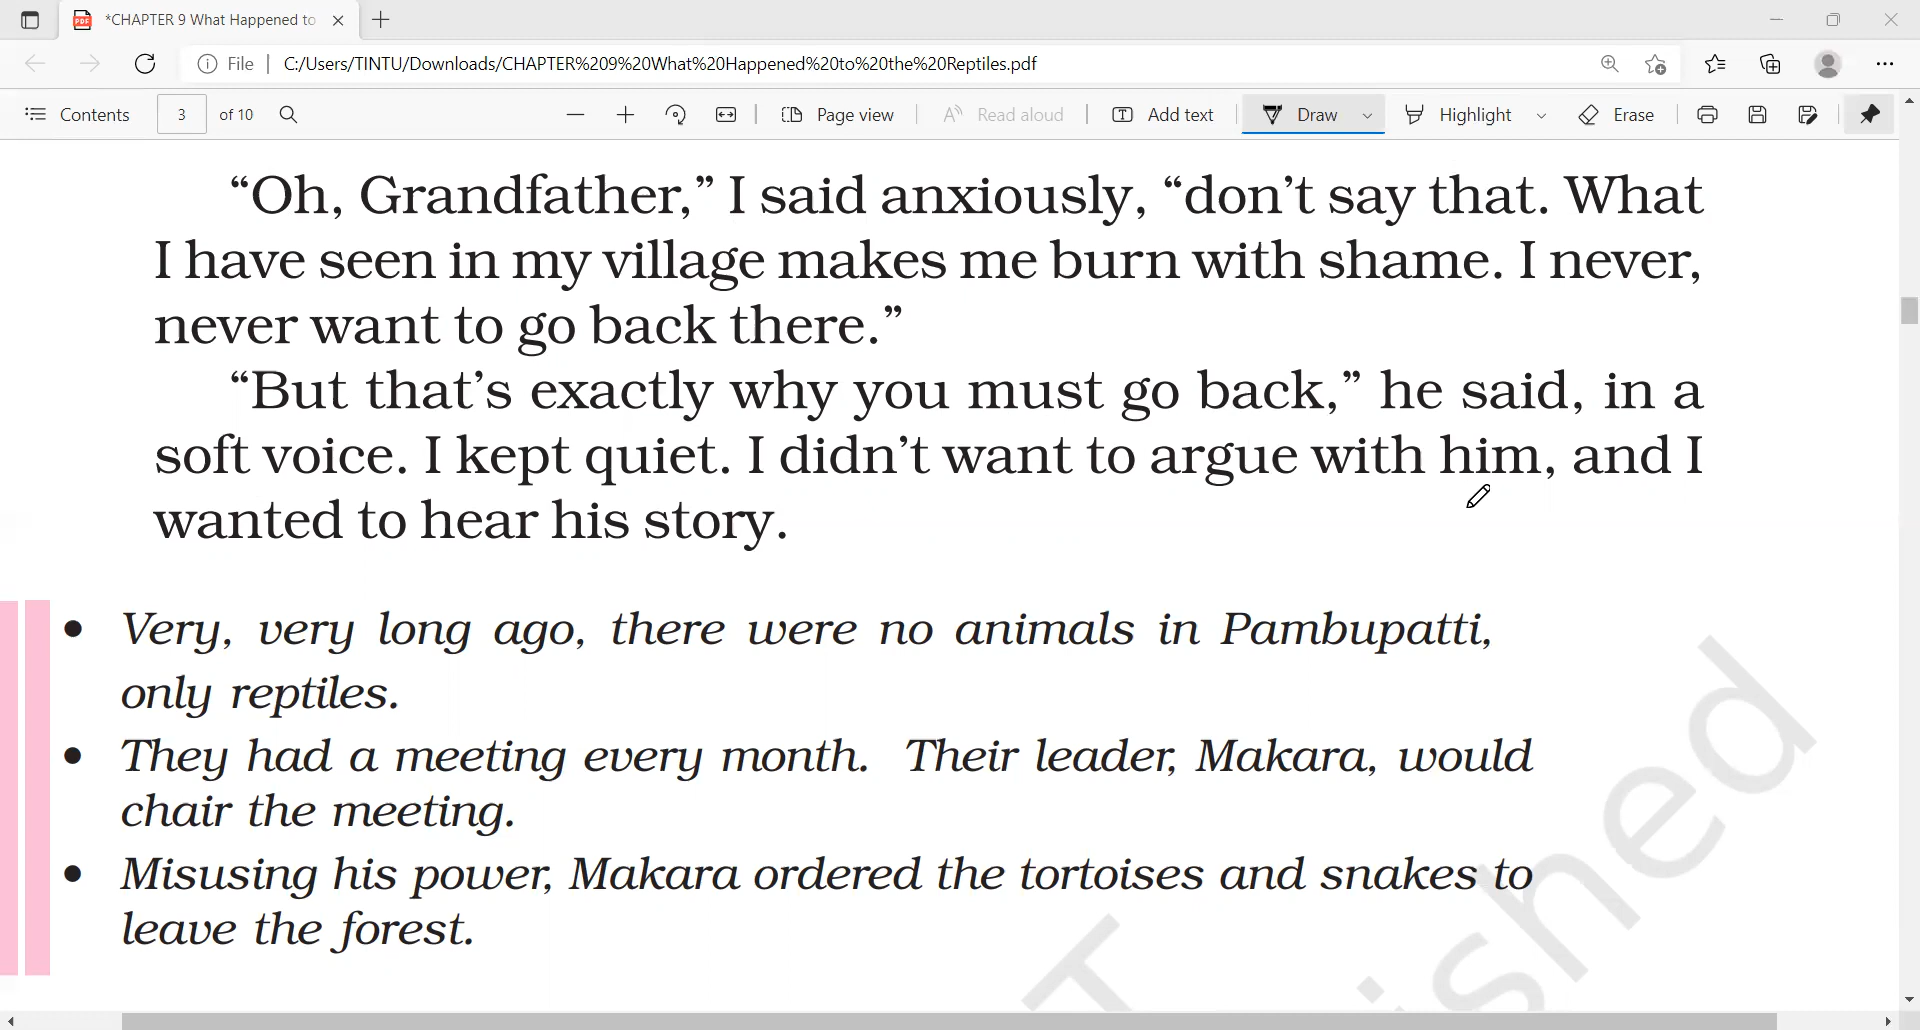 *CHAPTER 9 What Happened to
File
C:/Users/TINTU/Downloads/CHAPTER%209%20What%20Happened%20to%20the%20Reptiles.pdf
Contents
3
of 10
Page view
Read aloud
Add text
Draw
Highlight
Erase
“Oh, Grandfather,” I said anxiously, “don’t say that. What
I have seen in my village makes me burn with shame. I never,
never want to go back there.”
“But that’s exactly why you must go back,” he said, in a
soft voice. I kept quiet. I didn’t want to argue with him, and I
wanted to hear his story.
• Very, very long ago, there were no animals in Pambupatti,
only reptiles.
• They had a meeting every month. Their leader, Makara, would
chair the meeting.
• Misusing his power, Makara ordered the tortoises and snakes to
leave the forest.